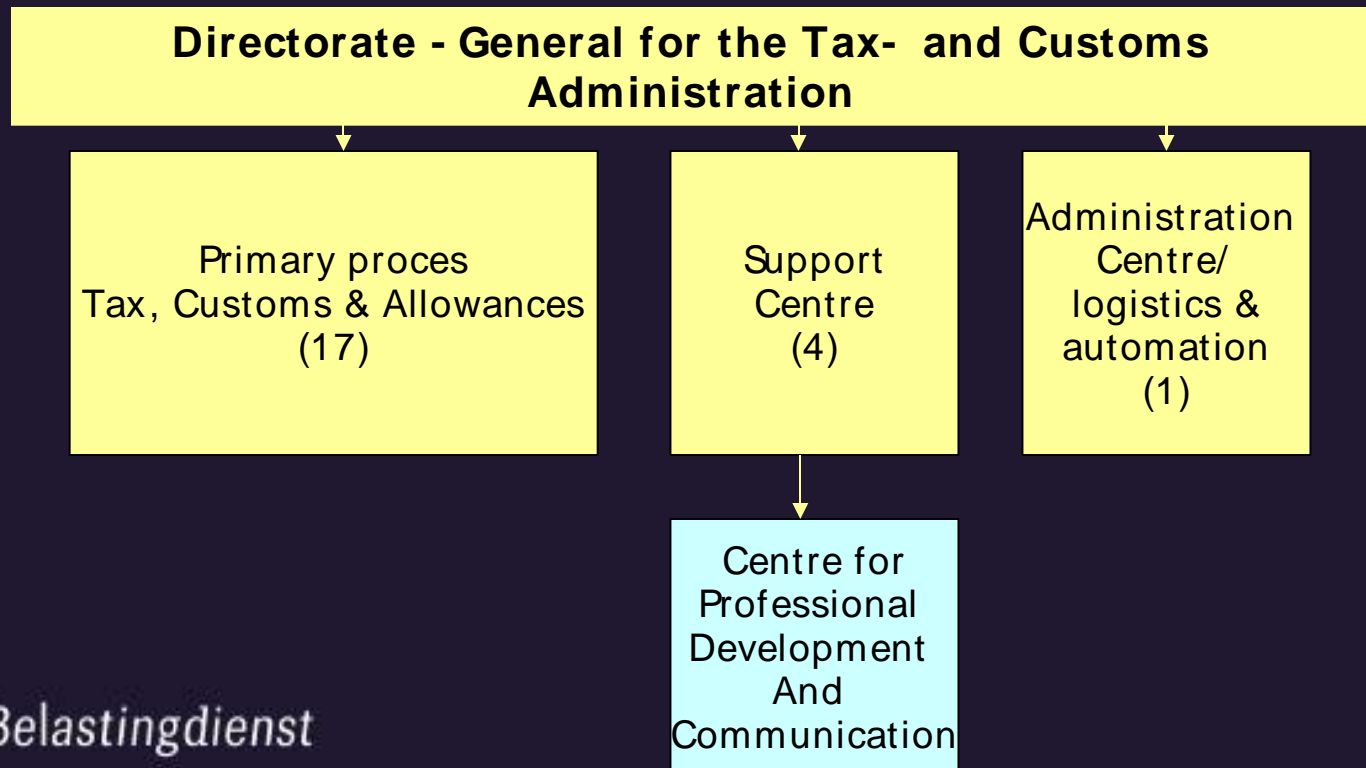 Directorate - General for the Tax- and Customs
Administration
Primary proces
Tax, Customs & Allowances
(17)
Support
Centre
(4)
Administration
Centre/
logistics &
automation
(1)
Centre for
Professional
Development
And
Communication
Belastingdienst